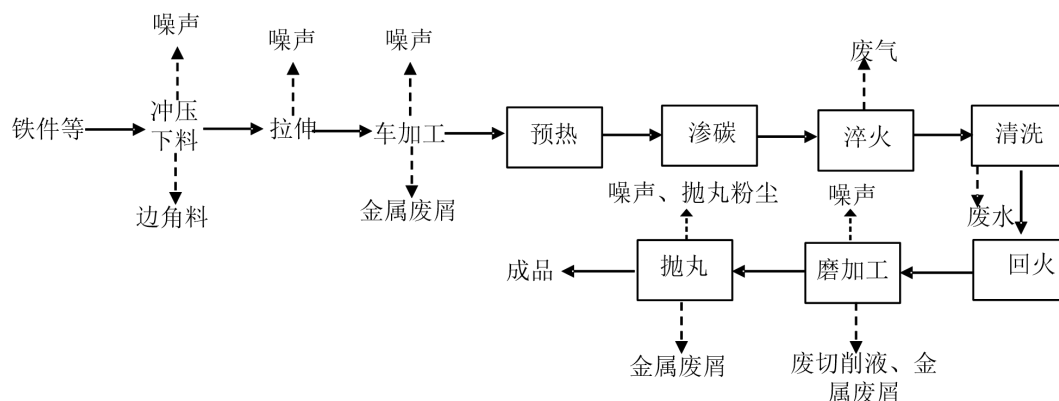 噪声
噪声
噪声
废气
铁件等
冲压
下料
拉伸
车加工
预热
渗碳
淬火
清洗
边角料
金属废屑
噪声、抛丸粉尘
噪声
废水
成品
抛丸
磨加工
回火
金属废屑
废切削液、金
属废屑